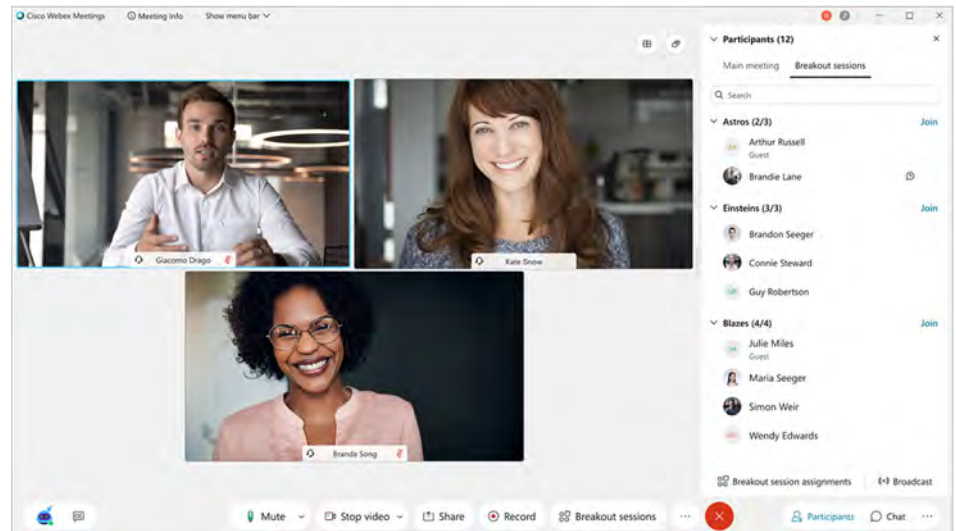 Cisco Webex Meetings Meeting Info Show menu bar
Participants (12)
Main meeting Breakout sessions
Search
Astros (2/3) Join
Arthur Russell
Guest
Brandie Lane
Einsteins (3/3) Join
Brandon Seeger
Connie Steward
Guy Robertson
Blazes (4/4) Join
Julie Miles
Guest
Maria Seeger
Simon Weir
Wendy Edwards
Giacomo Drago
Kate Snow
Branda Song
Breakout session assignments Broadcast
Mute Stop video Share Record Breakout sessions Participants Chat